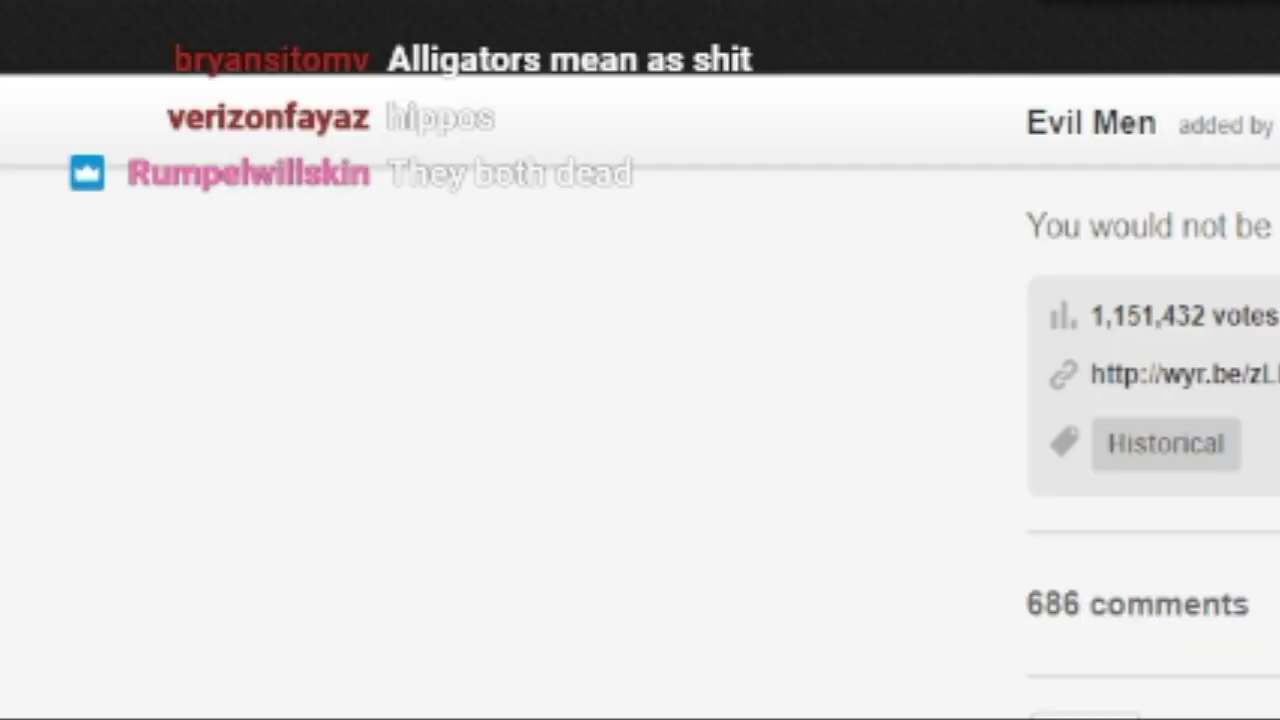 bryansitomv Alligators mean as shit
verizonfayaz hippos
Rumpelwillskin They both dead
Evil Men added by
You would not be
1,151,432 votes
http://wyr.be/zL
Historical
686 comments